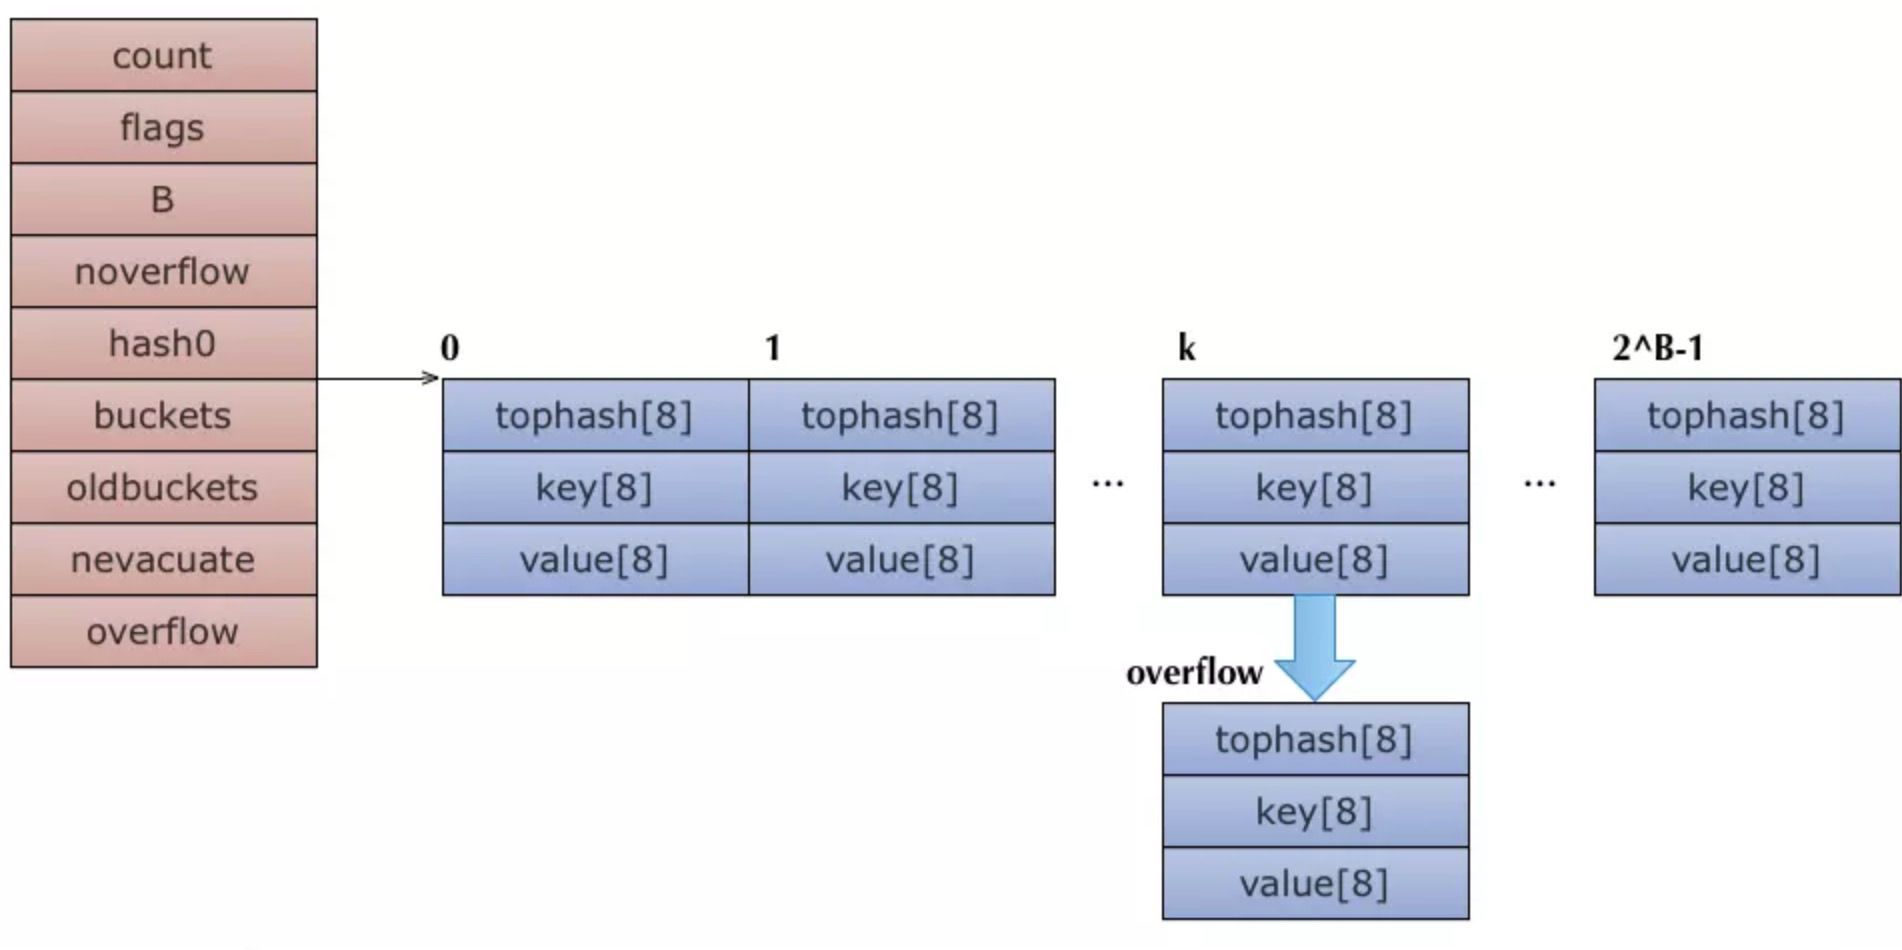 count
flags
B
noverflow
hash0
buckets
oldbuckets
nevacuate
overflow
0 1 k 2^B-1
tophash[8] tophash[8] tophash[8] tophash[8]
key[8] key[8] ... key[8] ... key[8]
value[8] value[8] value[8] value[8]
overflow
tophash[8]
key[8]
value[8]